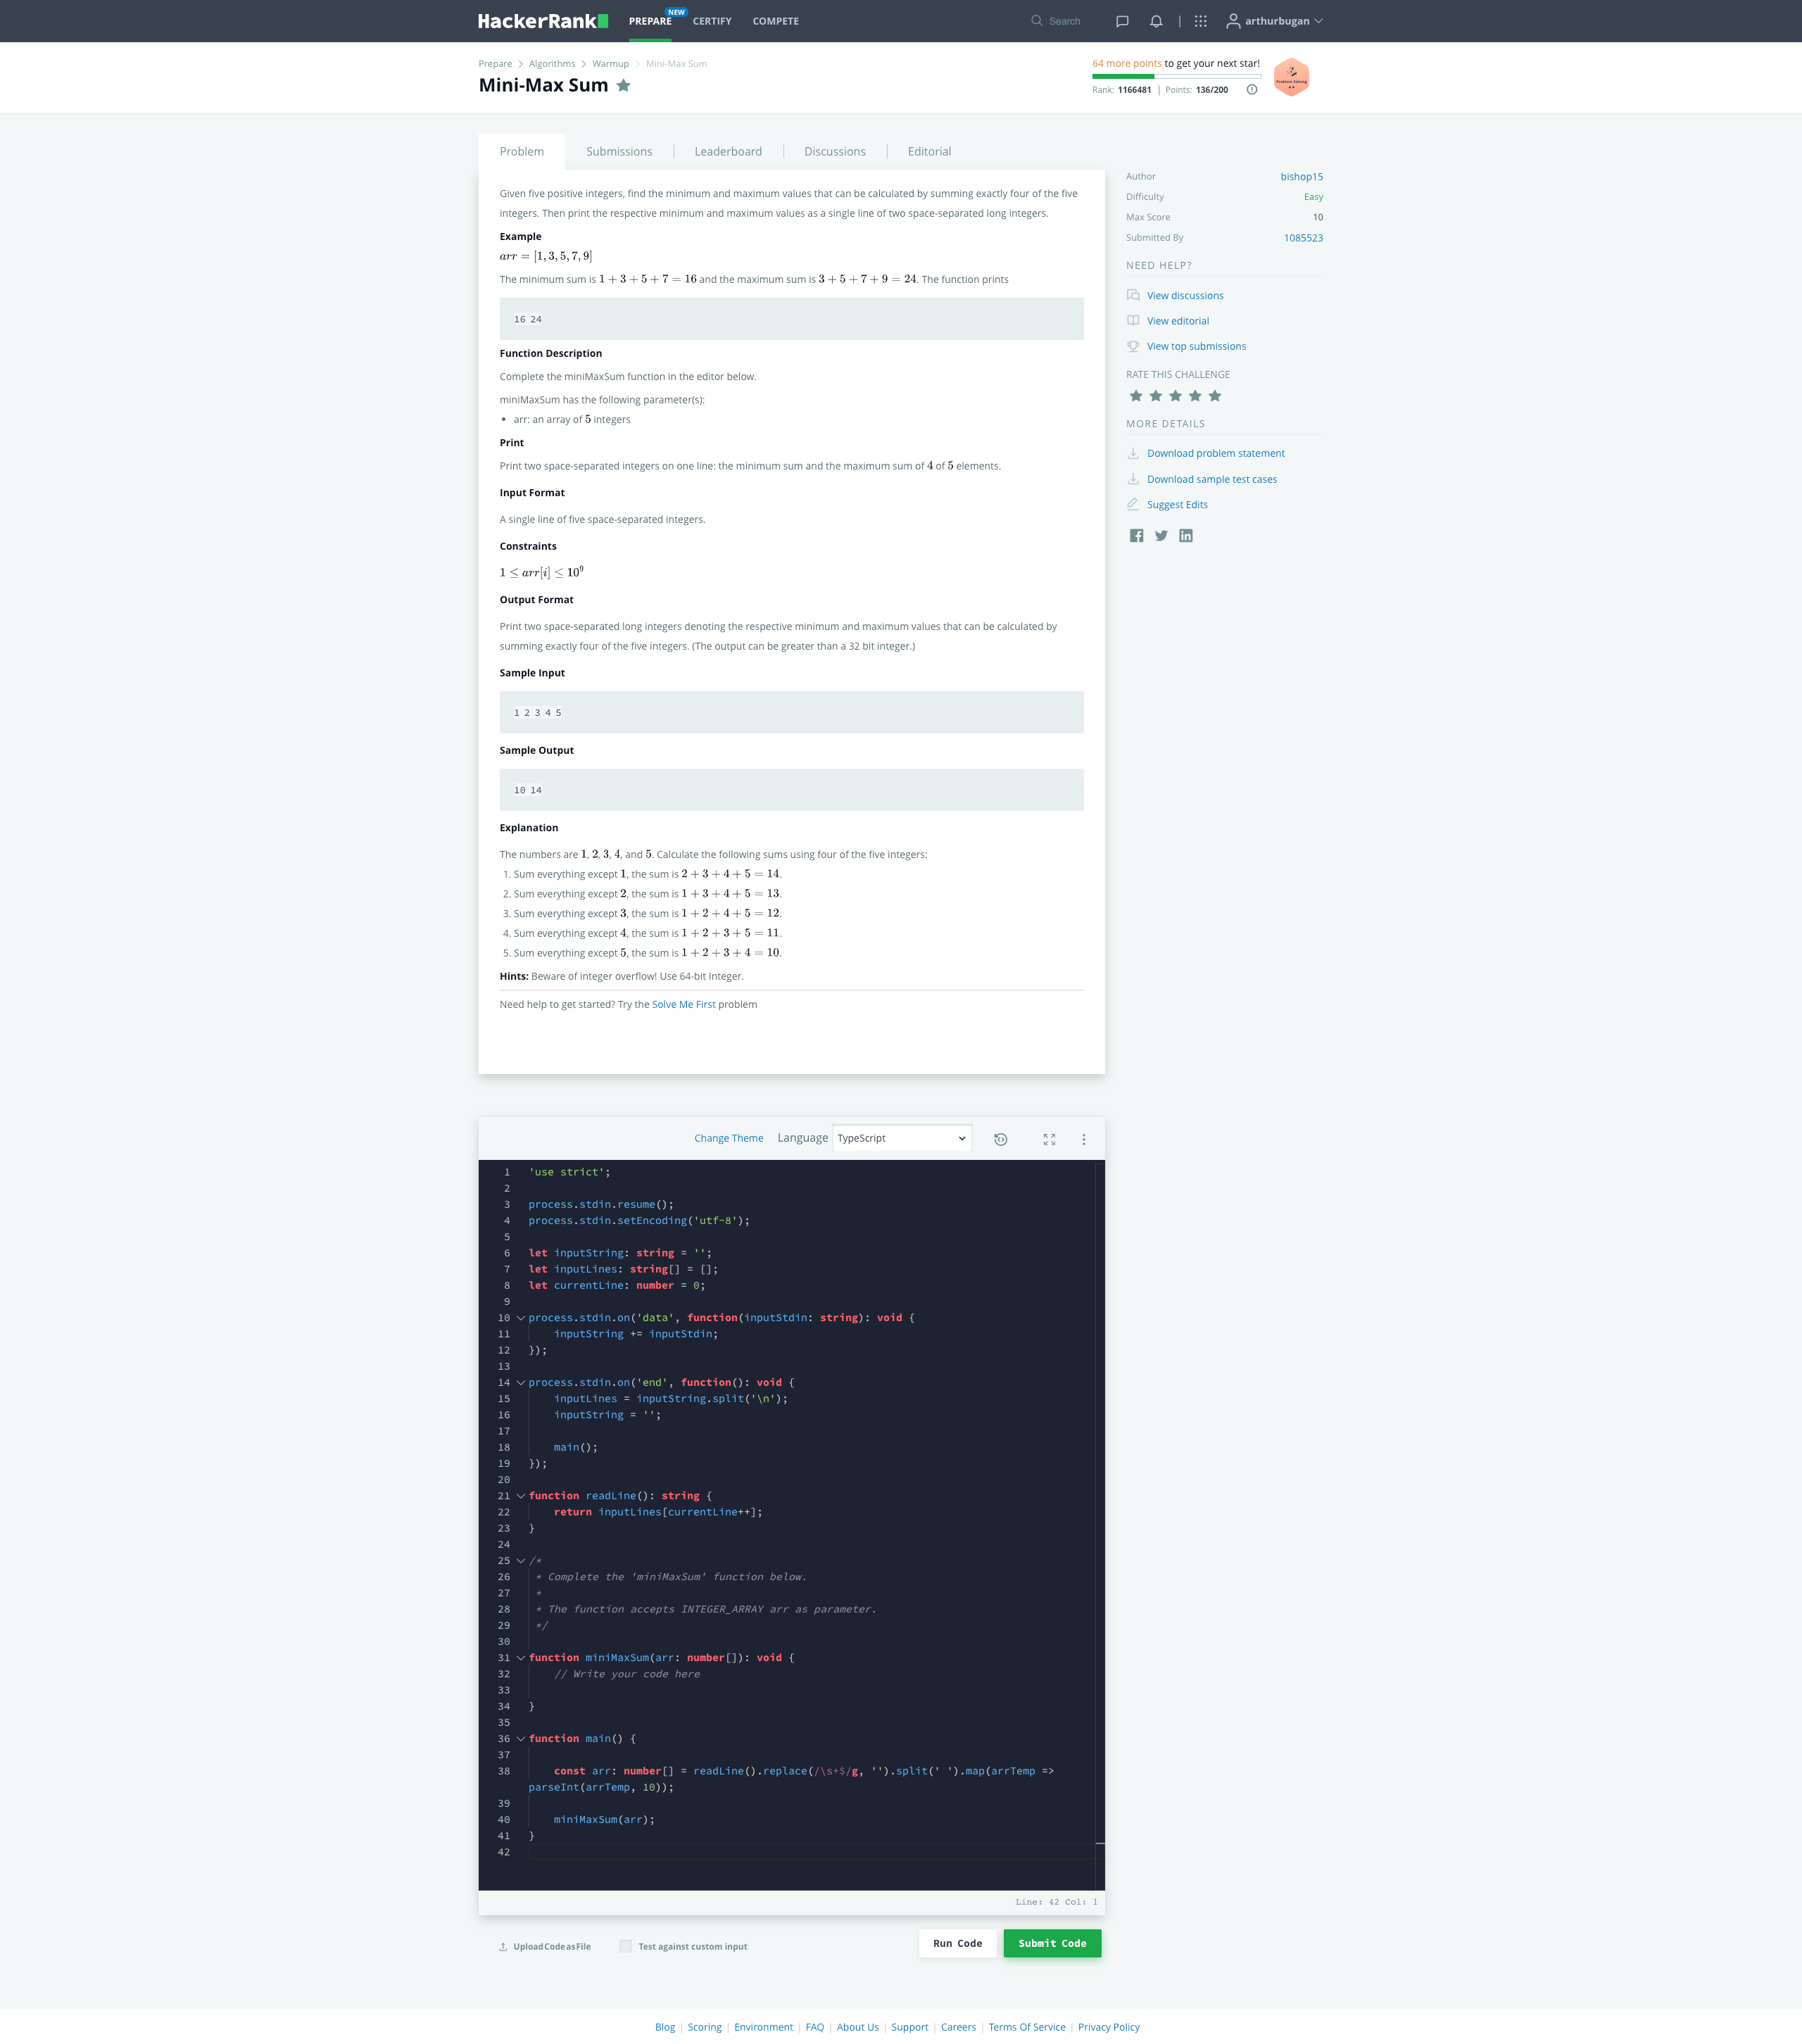 HackerRank
PREPARE NEW CERTIFY COMPETE
Search
arthurbugan
Prepare > Algorithms > Warmup > Mini-Max Sum
Mini-Max Sum
64 more points to get your next star!
Rank: 1166481 | Points: 136/200
Problem Solving
Problem | Submissions | Leaderboard | Discussions | Editorial
Given five positive integers, find the minimum and maximum values that can be calculated by summing exactly four of the five
integers. Then print the respective minimum and maximum values as a single line of two space-separated long integers.
Example
arr = [1, 3, 5, 7, 9]
The minimum sum is 1 + 3 + 5 + 7 = 16 and the maximum sum is 3 + 5 + 7 + 9 = 24. The function prints
16 24
Function Description
Complete the miniMaxSum function in the editor below.
miniMaxSum has the following parameter(s):
• arr: an array of 5 integers
Print
Print two space-separated integers on one line: the minimum sum and the maximum sum of 4 of 5 elements.
Input Format
A single line of five space-separated integers.
Constraints
1 ≤ arr[i] ≤ 10⁹
Output Format
Print two space-separated long integers denoting the respective minimum and maximum values that can be calculated by
summing exactly four of the five integers. (The output can be greater than a 32 bit integer.)
Sample Input
1 2 3 4 5
Sample Output
10 14
Explanation
The numbers are 1, 2, 3, 4, and 5. Calculate the following sums using four of the five integers:
1. Sum everything except 1, the sum is 2 + 3 + 4 + 5 = 14.
2. Sum everything except 2, the sum is 1 + 3 + 4 + 5 = 13.
3. Sum everything except 3, the sum is 1 + 2 + 4 + 5 = 12.
4. Sum everything except 4, the sum is 1 + 2 + 3 + 5 = 11.
5. Sum everything except 5, the sum is 1 + 2 + 3 + 4 = 10.
Hints: Beware of integer overflow! Use 64-bit Integer.
Need help to get started? Try the Solve Me First problem
Author bishop15
Difficulty Easy
Max Score 10
Submitted By 1085523
NEED HELP?
View discussions
View editorial
View top submissions
RATE THIS CHALLENGE
MORE DETAILS
Download problem statement
Download sample test cases
Suggest Edits
Change Theme Language TypeScript
1 'use strict';
2
3 process.stdin.resume();
4 process.stdin.setEncoding('utf-8');
5
6 let inputString: string = '';
7 let inputLines: string[] = [];
8 let currentLine: number = 0;
9
10 process.stdin.on('data', function(inputStdin: string): void {
11     inputString += inputStdin;
12 });
13
14 process.stdin.on('end', function(): void {
15     inputLines = inputString.split('\n');
16     inputString = '';
17
18     main();
19 });
20
21 function readLine(): string {
22     return inputLines[currentLine++];
23 }
24
25 /*
26  * Complete the 'miniMaxSum' function below.
27  *
28  * The function accepts INTEGER_ARRAY arr as parameter.
29  */
30
31 function miniMaxSum(arr: number[]): void {
32     // Write your code here
33
34 }
35
36 function main() {
37
38     const arr: number[] = readLine().replace(/\s+$/g, '').split(' ').map(arrTemp =>
parseInt(arrTemp, 10));
39
40     miniMaxSum(arr);
41 }
42
Line: 42 Col: 1
Upload Code as File Test against custom input Run Code Submit Code
Blog | Scoring | Environment | FAQ | About Us | Support | Careers | Terms Of Service | Privacy Policy